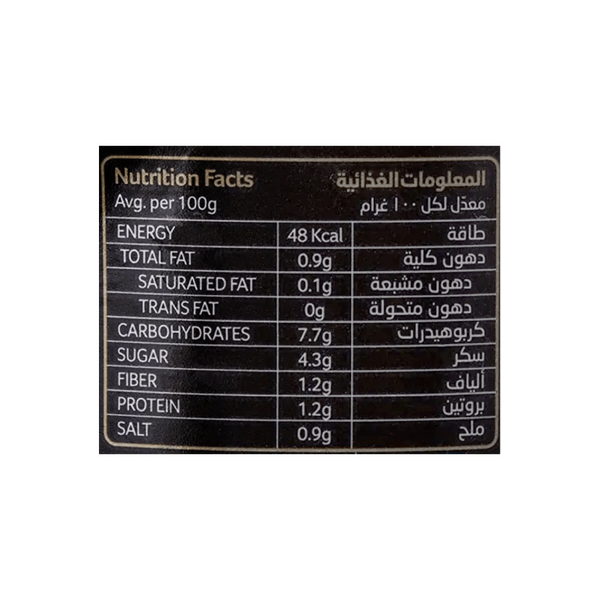 Nutrition Facts المعلومات الغذائية
Avg. per 100g معدّل لكل ١٠٠ غرام
ENERGY 48 Kcal طاقة
TOTAL FAT 0.9g دهون كلية
SATURATED FAT 0.1g دهون مشبعة
TRANS FAT 0g دهون متحولة
CARBOHYDRATES 7.7g كربوهيدرات
SUGAR 4.3g سكر
FIBER 1.2g ألياف
PROTEIN 1.2g بروتين
SALT 0.9g ملح